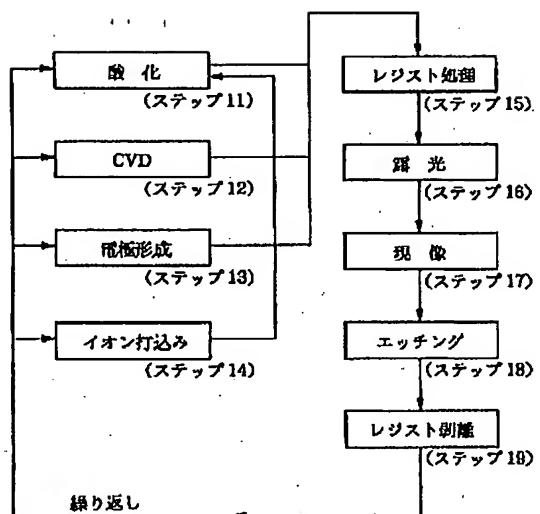 酸化
(ステップ11)
CVD
(ステップ12)
電極形成
(ステップ13)
イオン打込み
(ステップ14)
レジスト処理
(ステップ15)
露光
(ステップ16)
現像
(ステップ17)
エッチング
(ステップ18)
レジスト剥離
(ステップ19)
繰り返し